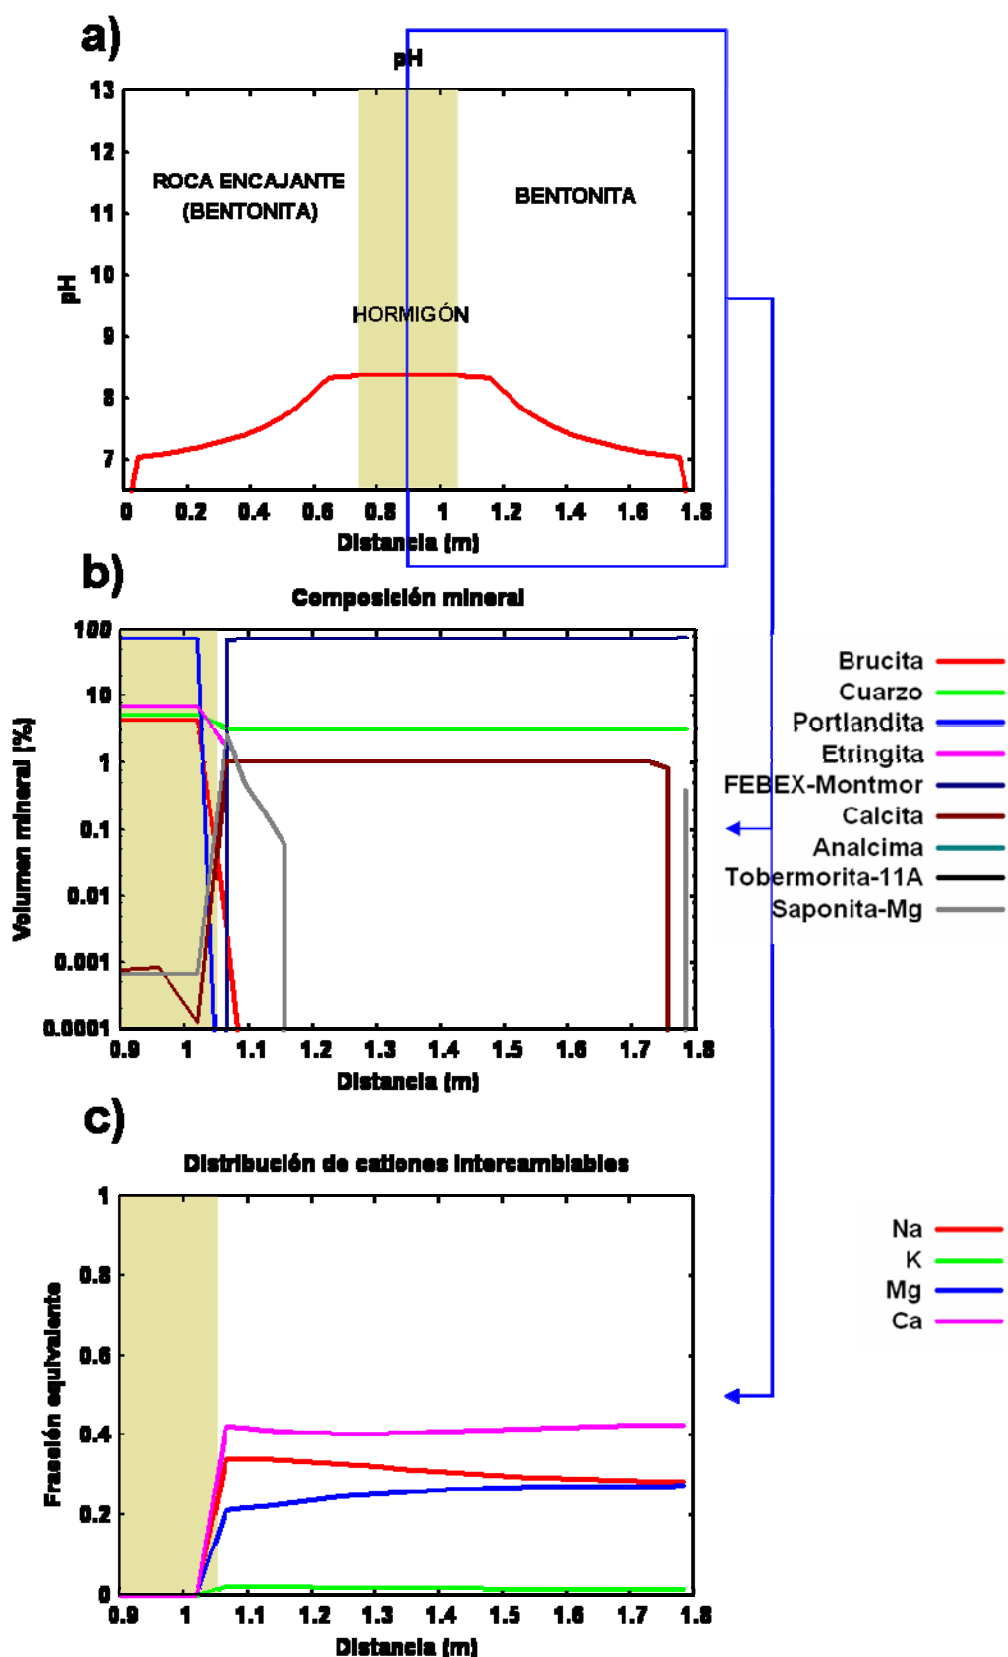 a)
pH
13
12
11
10
9
8
7
pH
ROCA ENCAJANTE
(BENTONITA)
BENTONITA
HORMIGÓN
0 0.2 0.4 0.6 0.8 1 1.2 1.4 1.6 1.8
Distancia (m)
b)
Composición mineral
100
10
1
0.1
0.01
0.001
0.0001
Volumen mineral (%)
0.9 1 1.1 1.2 1.3 1.4 1.5 1.6 1.7 1.8
Distancia (m)
Brucita
Cuarzo
Portlandita
Etringita
FEBEX-Montmor
Calcita
Analcima
Tobermorita-11A
Saponita-Mg
c)
Distribución de cationes intercambiables
1
0.8
0.6
0.4
0.2
0
Fracción equivalente
0.9 1 1.1 1.2 1.3 1.4 1.5 1.6 1.7 1.8
Distancia (m)
Na
K
Mg
Ca